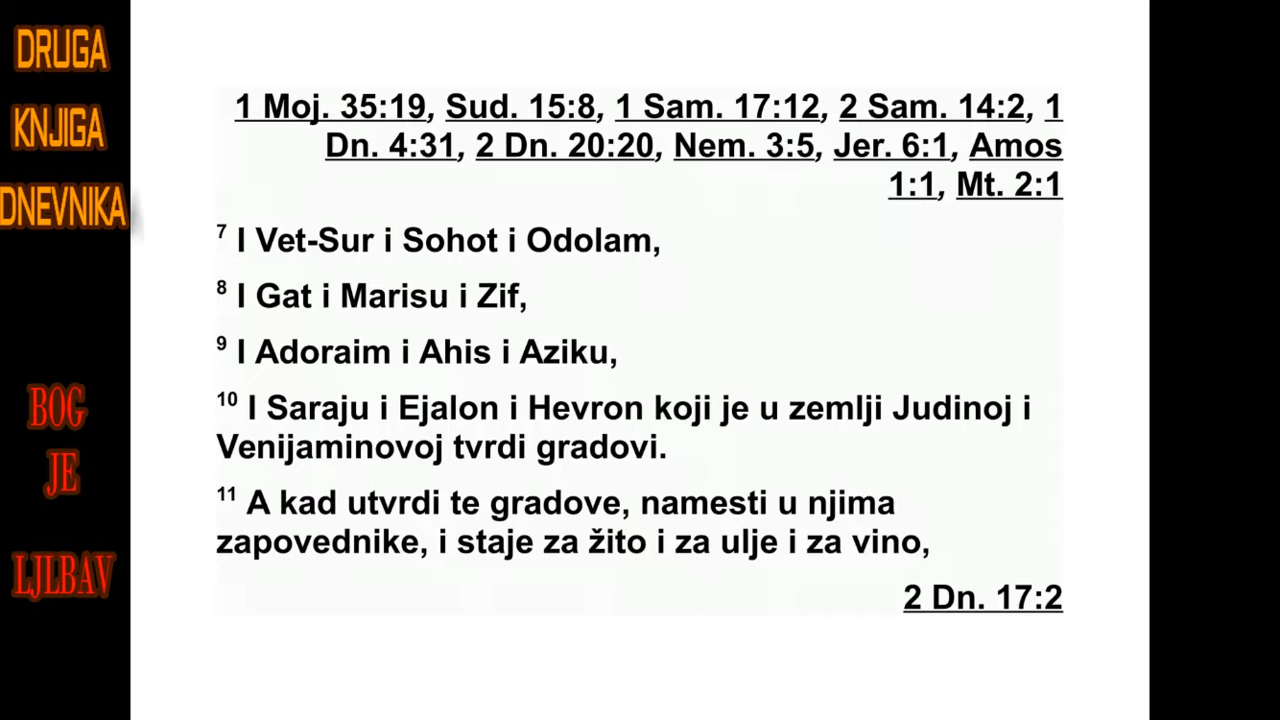 DRUGA
KNJIGA
DNEVNIKA
BOG
JE
LJLBAV
1 Moj. 35:19, Sud. 15:8, 1 Sam. 17:12, 2 Sam. 14:2, 1
Dn. 4:31, 2 Dn. 20:20, Nem. 3:5, Jer. 6:1, Amos
1:1, Mt. 2:1
7 I Vet-Sur i Sohot i Odolam,
8 I Gat i Marisu i Zif,
9 I Adoraim i Ahis i Aziku,
10 I Saraju i Ejalon i Hevron koji je u zemlji Judinoj i
Venijaminovoj tvrdi gradovi.
11 A kad utvrdi te gradove, namesti u njima
zapovednike, i staje za žito i za ulje i za vino,
2 Dn. 17:2